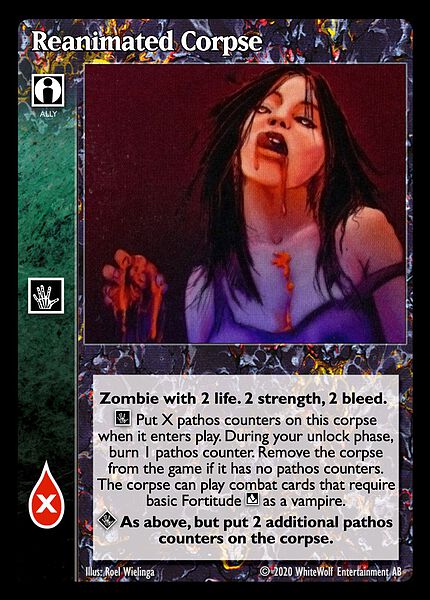 Reanimated Corpse
ALLY
Zombie with 2 life. 2 strength, 2 bleed.
Put X pathos counters on this corpse
when it enters play. During your unlock phase,
burn 1 pathos counter. Remove the corpse
from the game if it has no pathos counters.
The corpse can play combat cards that require
basic Fortitude as a vampire.
As above, but put 2 additional pathos
counters on the corpse.
X
Illus: Roel Wielinga
© 2020 WhiteWolf Entertainment AB